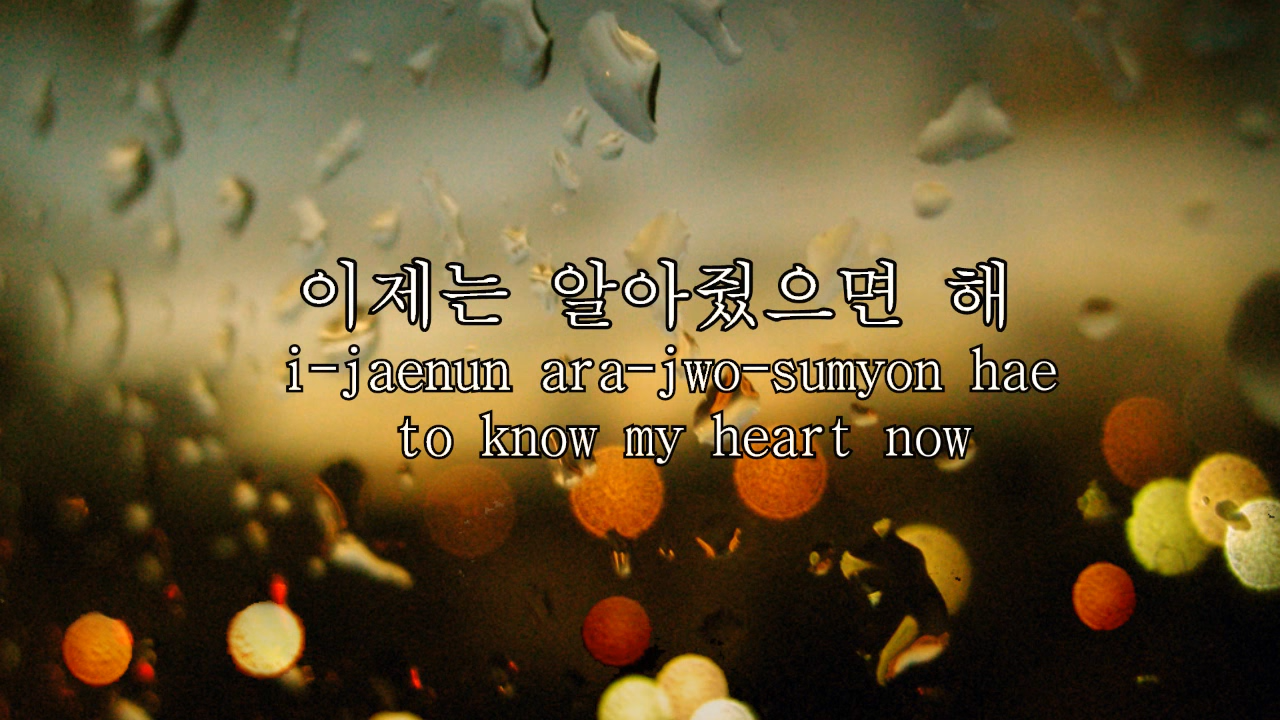 이제는 알아줬으면 해
i-jaenun ara-jwo-sumyon hae
to know my heart now